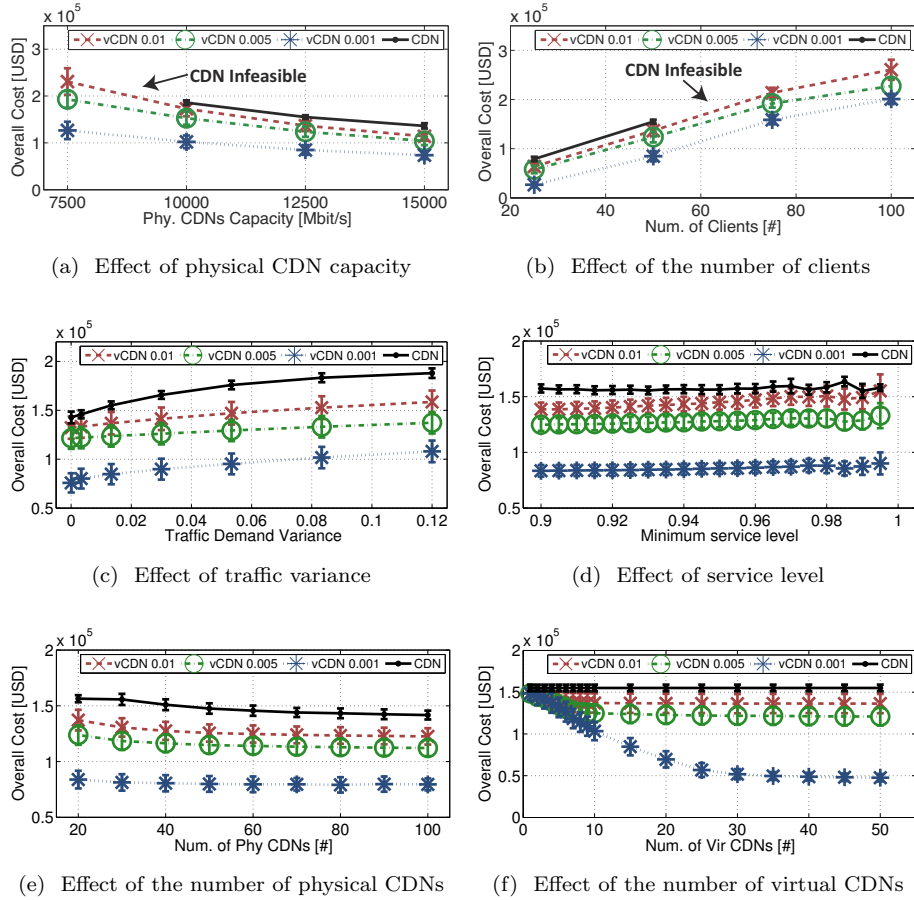 x 10^5
vCDN 0.01 vCDN 0.005 vCDN 0.001 CDN
CDN Infeasible
Overall Cost [USD]
3
2
1
0
7500 10000 12500 15000
Phy. CDNs Capacity [Mbit/s]
(a) Effect of physical CDN capacity
x 10^5
vCDN 0.01 vCDN 0.005 vCDN 0.001 CDN
CDN Infeasible
Overall Cost [USD]
3
2
1
0
20 40 60 80 100
Num. of Clients [#]
(b) Effect of the number of clients
x 10^5
vCDN 0.01 vCDN 0.005 vCDN 0.001 CDN
Overall Cost [USD]
2
1.5
1
0.5
0 0.02 0.04 0.06 0.08 0.1 0.12
Traffic Demand Variance
(c) Effect of traffic variance
x 10^5
vCDN 0.01 vCDN 0.005 vCDN 0.001 CDN
Overall Cost [USD]
2
1.5
1
0.5
0.9 0.92 0.94 0.96 0.98 1
Minimum service level
(d) Effect of service level
x 10^5
vCDN 0.01 vCDN 0.005 vCDN 0.001 CDN
Overall Cost [USD]
2
1.5
1
0.5
20 40 60 80 100
Num. of Phy CDNs [#]
(e) Effect of the number of physical CDNs
x 10^5
vCDN 0.01 vCDN 0.005 vCDN 0.001 CDN
Overall Cost [USD]
2
1.5
1
0.5
0
0 10 20 30 40 50
Num. of Vir CDNs [#]
(f) Effect of the number of virtual CDNs